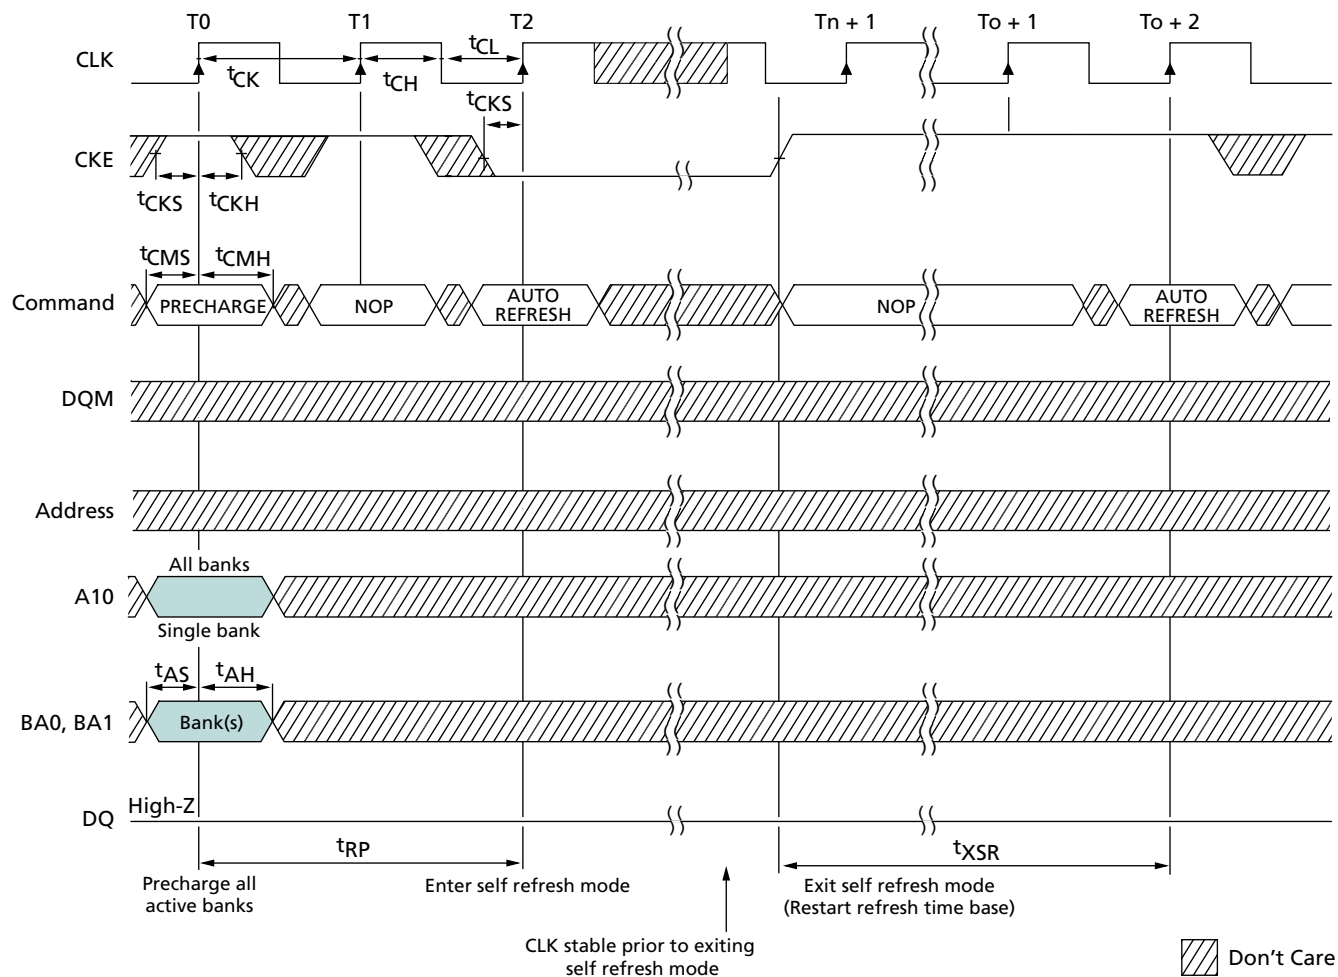 T0 T1 T2 Tn + 1 To + 1 To + 2
CLK
tCK tCH tCL
tCKS
CKE
tCKS tCKH
tCMS tCMH
Command PRECHARGE NOP AUTO REFRESH NOP AUTO REFRESH
DQM
Address
All banks
A10
Single bank
tAS tAH
BA0, BA1 Bank(s)
High-Z
DQ
tRP tXSR
Precharge all
active banks
Enter self refresh mode
Exit self refresh mode
(Restart refresh time base)
CLK stable prior to exiting
self refresh mode
Don't Care